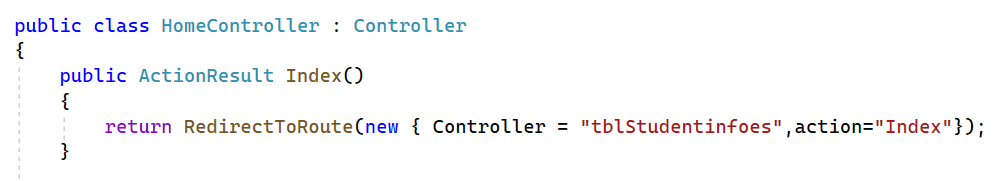 public class HomeController : Controller
{
public ActionResult Index()
{
return RedirectToRoute(new { Controller = "tblStudentinfoes",action="Index"});
}